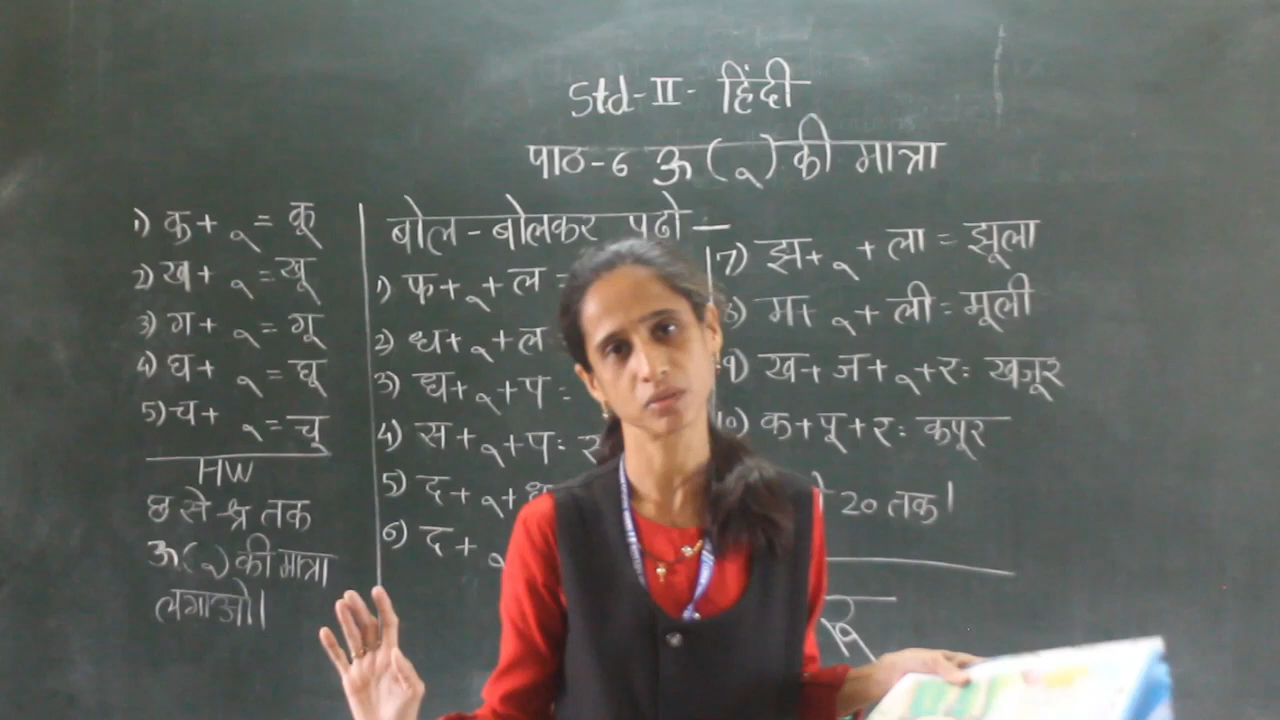 Std-II- हिंदी
पाठ-6 ऊ (ू) की मात्रा
1) क+ ू = कू
2) ख+ ू = खू
3) ग+ ू = गू
4) घ+ ू = घू
5) च+ ू = चू
HW
छ से श्र तक
ऊ(ू) की मात्रा
लगाओ।
बोल-बोलकर पढो-
1) फ+ू+ल =
2) ध+ू+ल
3) ध+ू+प =
4) स+ू+प =
5) द+ू+ध
6) द+ू
7) झ+ू+ला = झूला
8) म+ू+ली = मूली
9) ख+ज+ू+र = खजूर
10) क+पू+र = कपूर
20 तक।